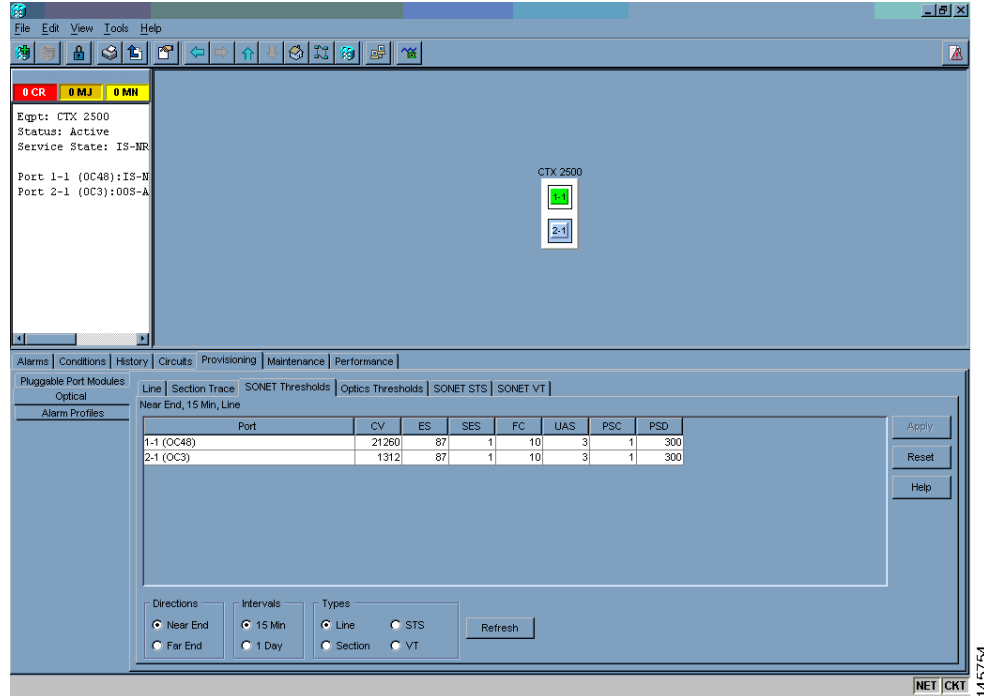 File Edit View Tools Help
0 CR 0 MJ 0 MN
Eqpt: CTX 2500
Status: Active
Service State: IS-NR
Port 1-1 (OC48):IS-N
Port 2-1 (OC3):OOS-A
CTX 2500
1-1
2-1
Alarms Conditions History Circuits Provisioning Maintenance Performance
Pluggable Port Modules
Optical
Alarm Profiles
Line Section Trace SONET Thresholds Optics Thresholds SONET STS SONET VT
Near End, 15 Min, Line
Port CV ES SES FC UAS PSC PSD
1-1 (OC48) 21260 87 1 10 3 1 300
2-1 (OC3) 1312 87 1 10 3 1 300
Apply
Reset
Help
Directions Intervals Types
Near End 15 Min Line STS
Far End 1 Day Section VT
Refresh
NET CKT
145754